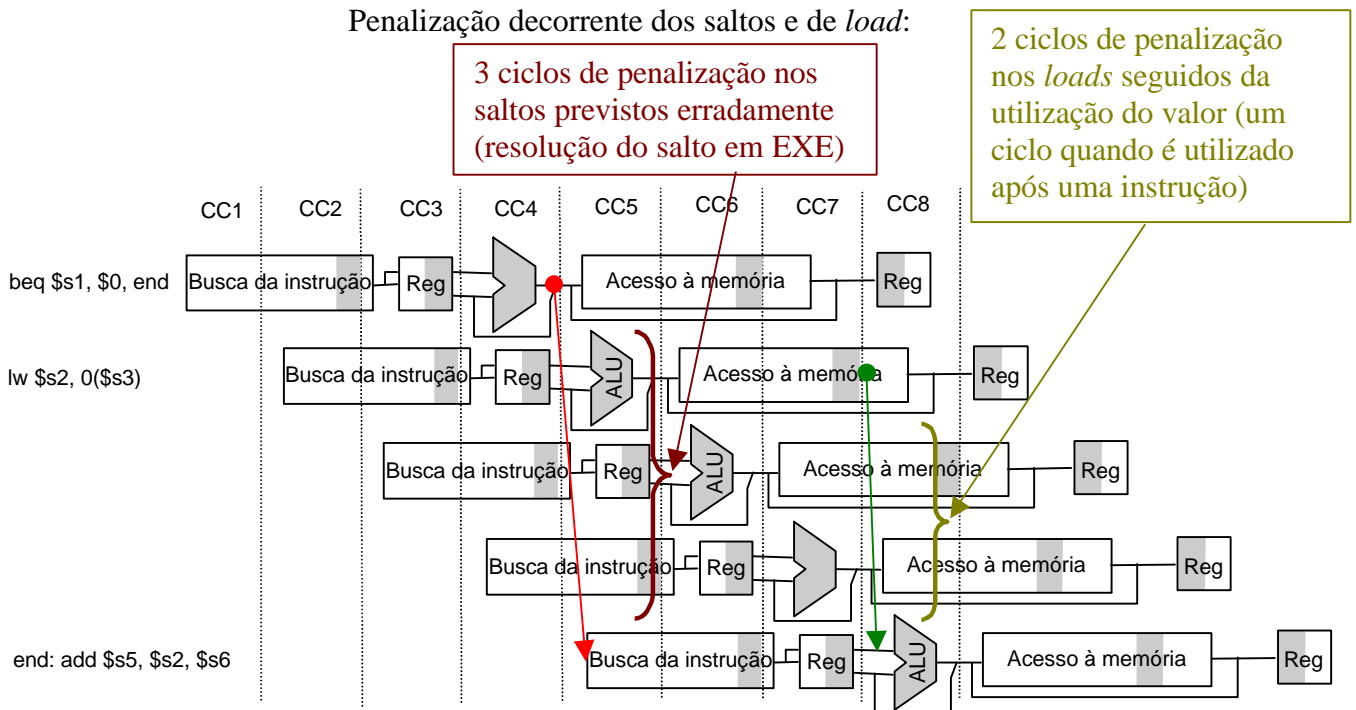 Penalização decorrente dos saltos e de load:
3 ciclos de penalização nos
saltos previstos erradamente
(resolução do salto em EXE)
2 ciclos de penalização
nos loads seguidos da
utilização do valor (um
ciclo quando é utilizado
após uma instrução)
CC1 CC2 CC3 CC4 CC5 CC6 CC7 CC8
beq $s1, $0, end Busca da instrução Reg Acesso à memória Reg
lw $s2, 0($s3) Busca da instrução Reg ALU Acesso à memória Reg
Busca da instrução Reg ALU Acesso à memória Reg
Busca da instrução Reg Acesso à memória Reg
end: add $s5, $s2, $s6 Busca da instrução Reg ALU Acesso à memória Reg